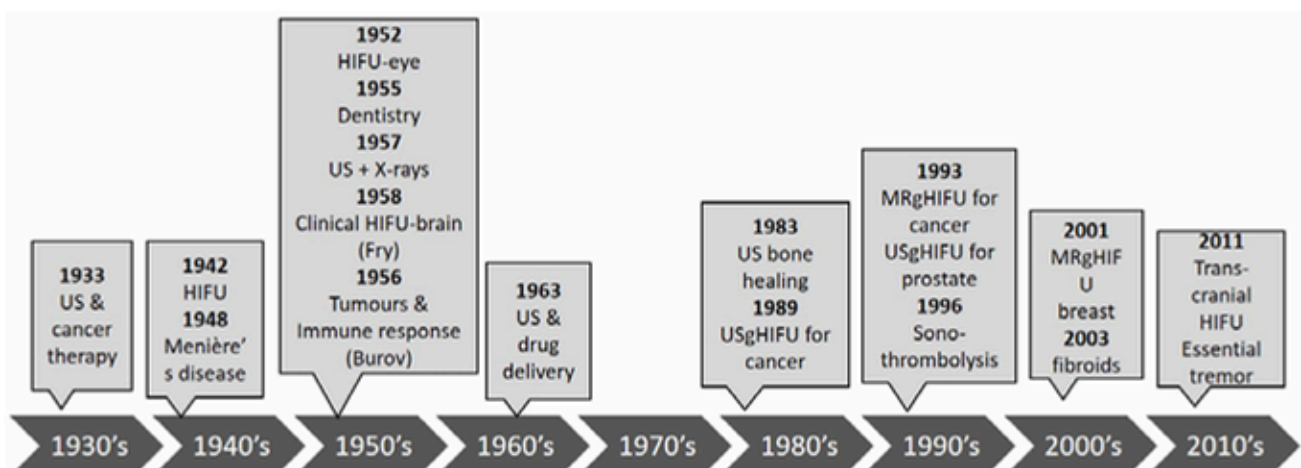 1933
US &
cancer
therapy
1942
HIFU
1948
Menière'
s disease
1952
HIFU-eye
1955
Dentistry
1957
US + X-rays
1958
Clinical HIFU-brain
(Fry)
1956
Tumours &
Immune response
(Burov)
1963
US &
drug
delivery
1983
US bone
healing
1989
USgHIFU for
cancer
1993
MRgHIFU for
cancer
USgHIFU for
prostate
1996
Sono-
thrombolysis
2001
MRgHIF
U
breast
2003
fibroids
2011
Trans-
cranial
HIFU
Essential
tremor
1930's
1940's
1950's
1960's
1970's
1980's
1990's
2000's
2010's